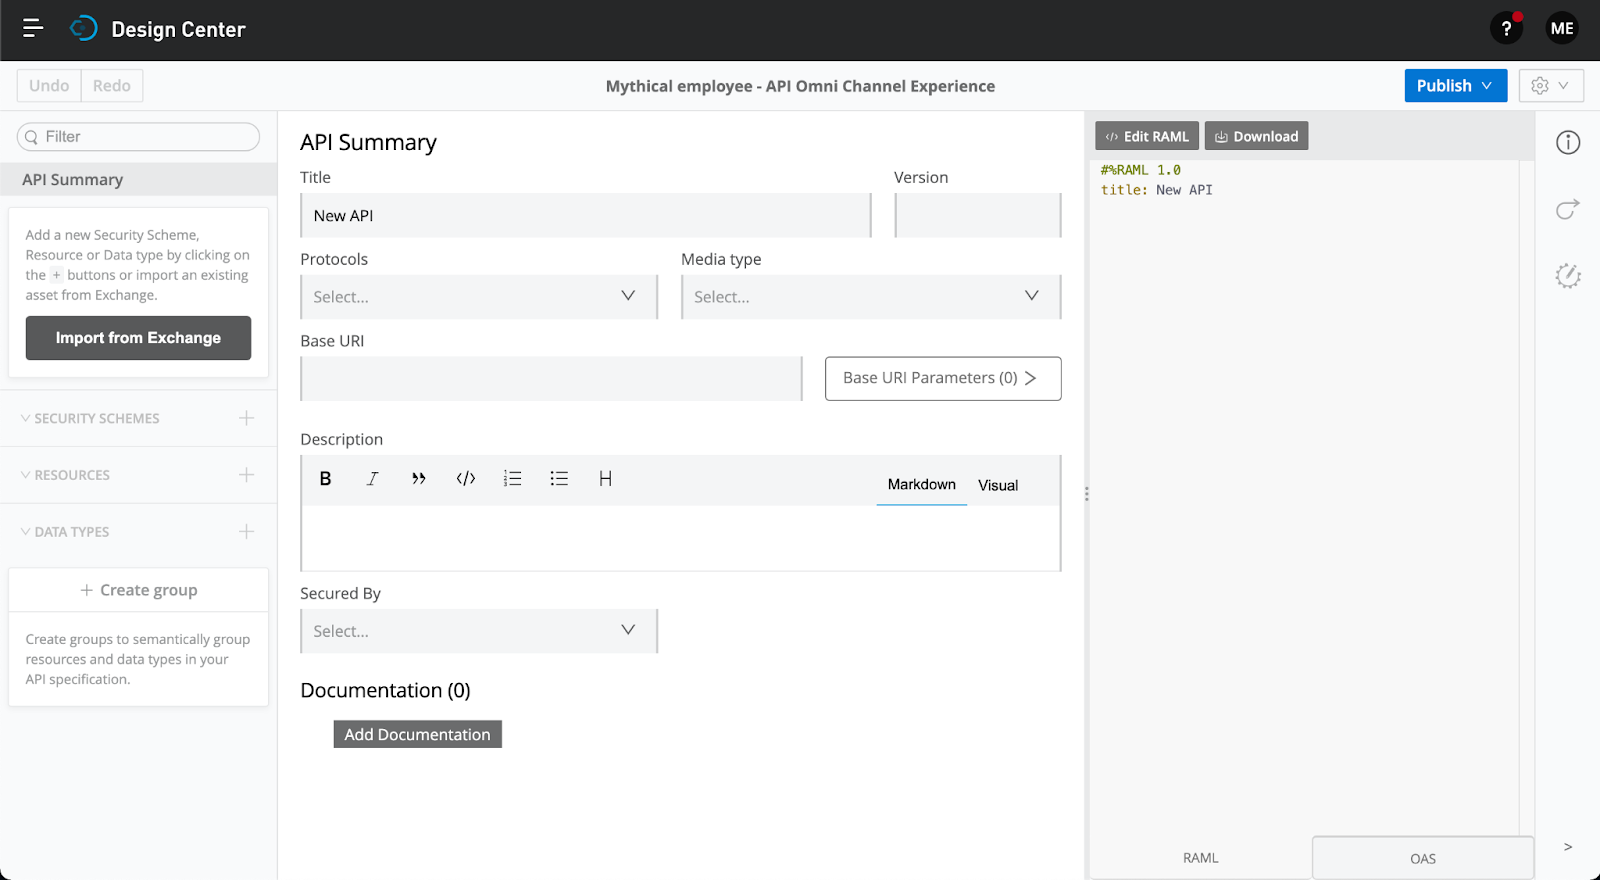 Design Center
?
ME
Undo
Redo
Mythical employee - API Omni Channel Experience
Publish
Filter
API Summary
Add a new Security Scheme,
Resource or Data type by clicking on
the + buttons or import an existing
asset from Exchange.
Import from Exchange
SECURITY SCHEMES
RESOURCES
DATA TYPES
+ Create group
Create groups to semantically group
resources and data types in your
API specification.
API Summary
Title
Version
New API
Protocols
Media type
Select...
Select...
Base URI
Base URI Parameters (0) >
Description
B I ” </> H
Markdown
Visual
Secured By
Select...
Documentation (0)
Add Documentation
</> Edit RAML
Download
#%RAML 1.0
title: New API
RAML
OAS
>